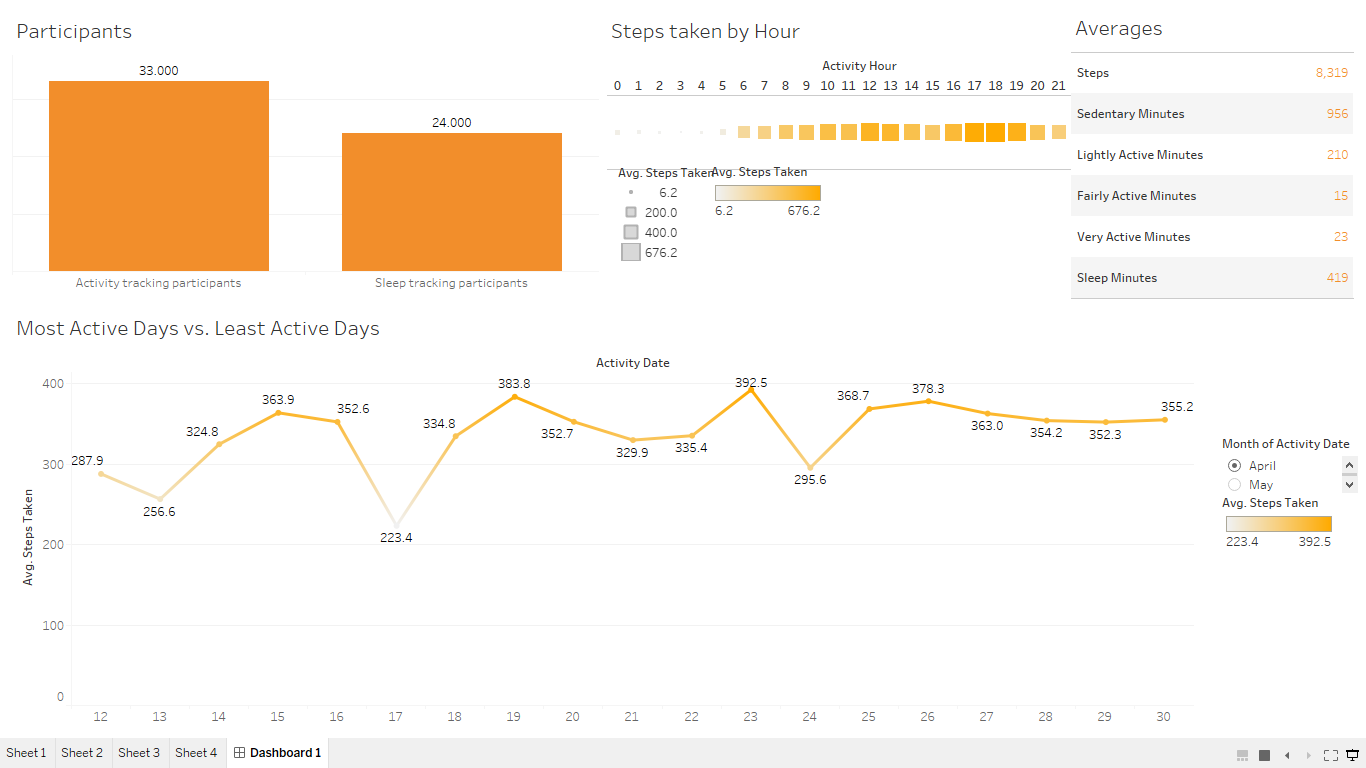 Participants
33.000
24.000
Activity tracking participants
Sleep tracking participants
Steps taken by Hour
Activity Hour
0 1 2 3 4 5 6 7 8 9 10 11 12 13 14 15 16 17 18 19 20 21
Avg. Steps Taken
6.2
200.0
400.0
676.2
Avg. Steps Taken
6.2 676.2
Averages
Steps 8,319
Sedentary Minutes 956
Lightly Active Minutes 210
Fairly Active Minutes 15
Very Active Minutes 23
Sleep Minutes 419
Most Active Days vs. Least Active Days
Activity Date
Avg. Steps Taken
400
300
200
100
0
287.9
256.6
324.8
363.9
352.6
223.4
334.8
383.8
352.7
329.9
335.4
392.5
295.6
368.7
378.3
363.0
354.2
352.3
355.2
12 13 14 15 16 17 18 19 20 21 22 23 24 25 26 27 28 29 30
Month of Activity Date
April
May
Avg. Steps Taken
223.4 392.5
Sheet 1 Sheet 2 Sheet 3 Sheet 4 Dashboard 1